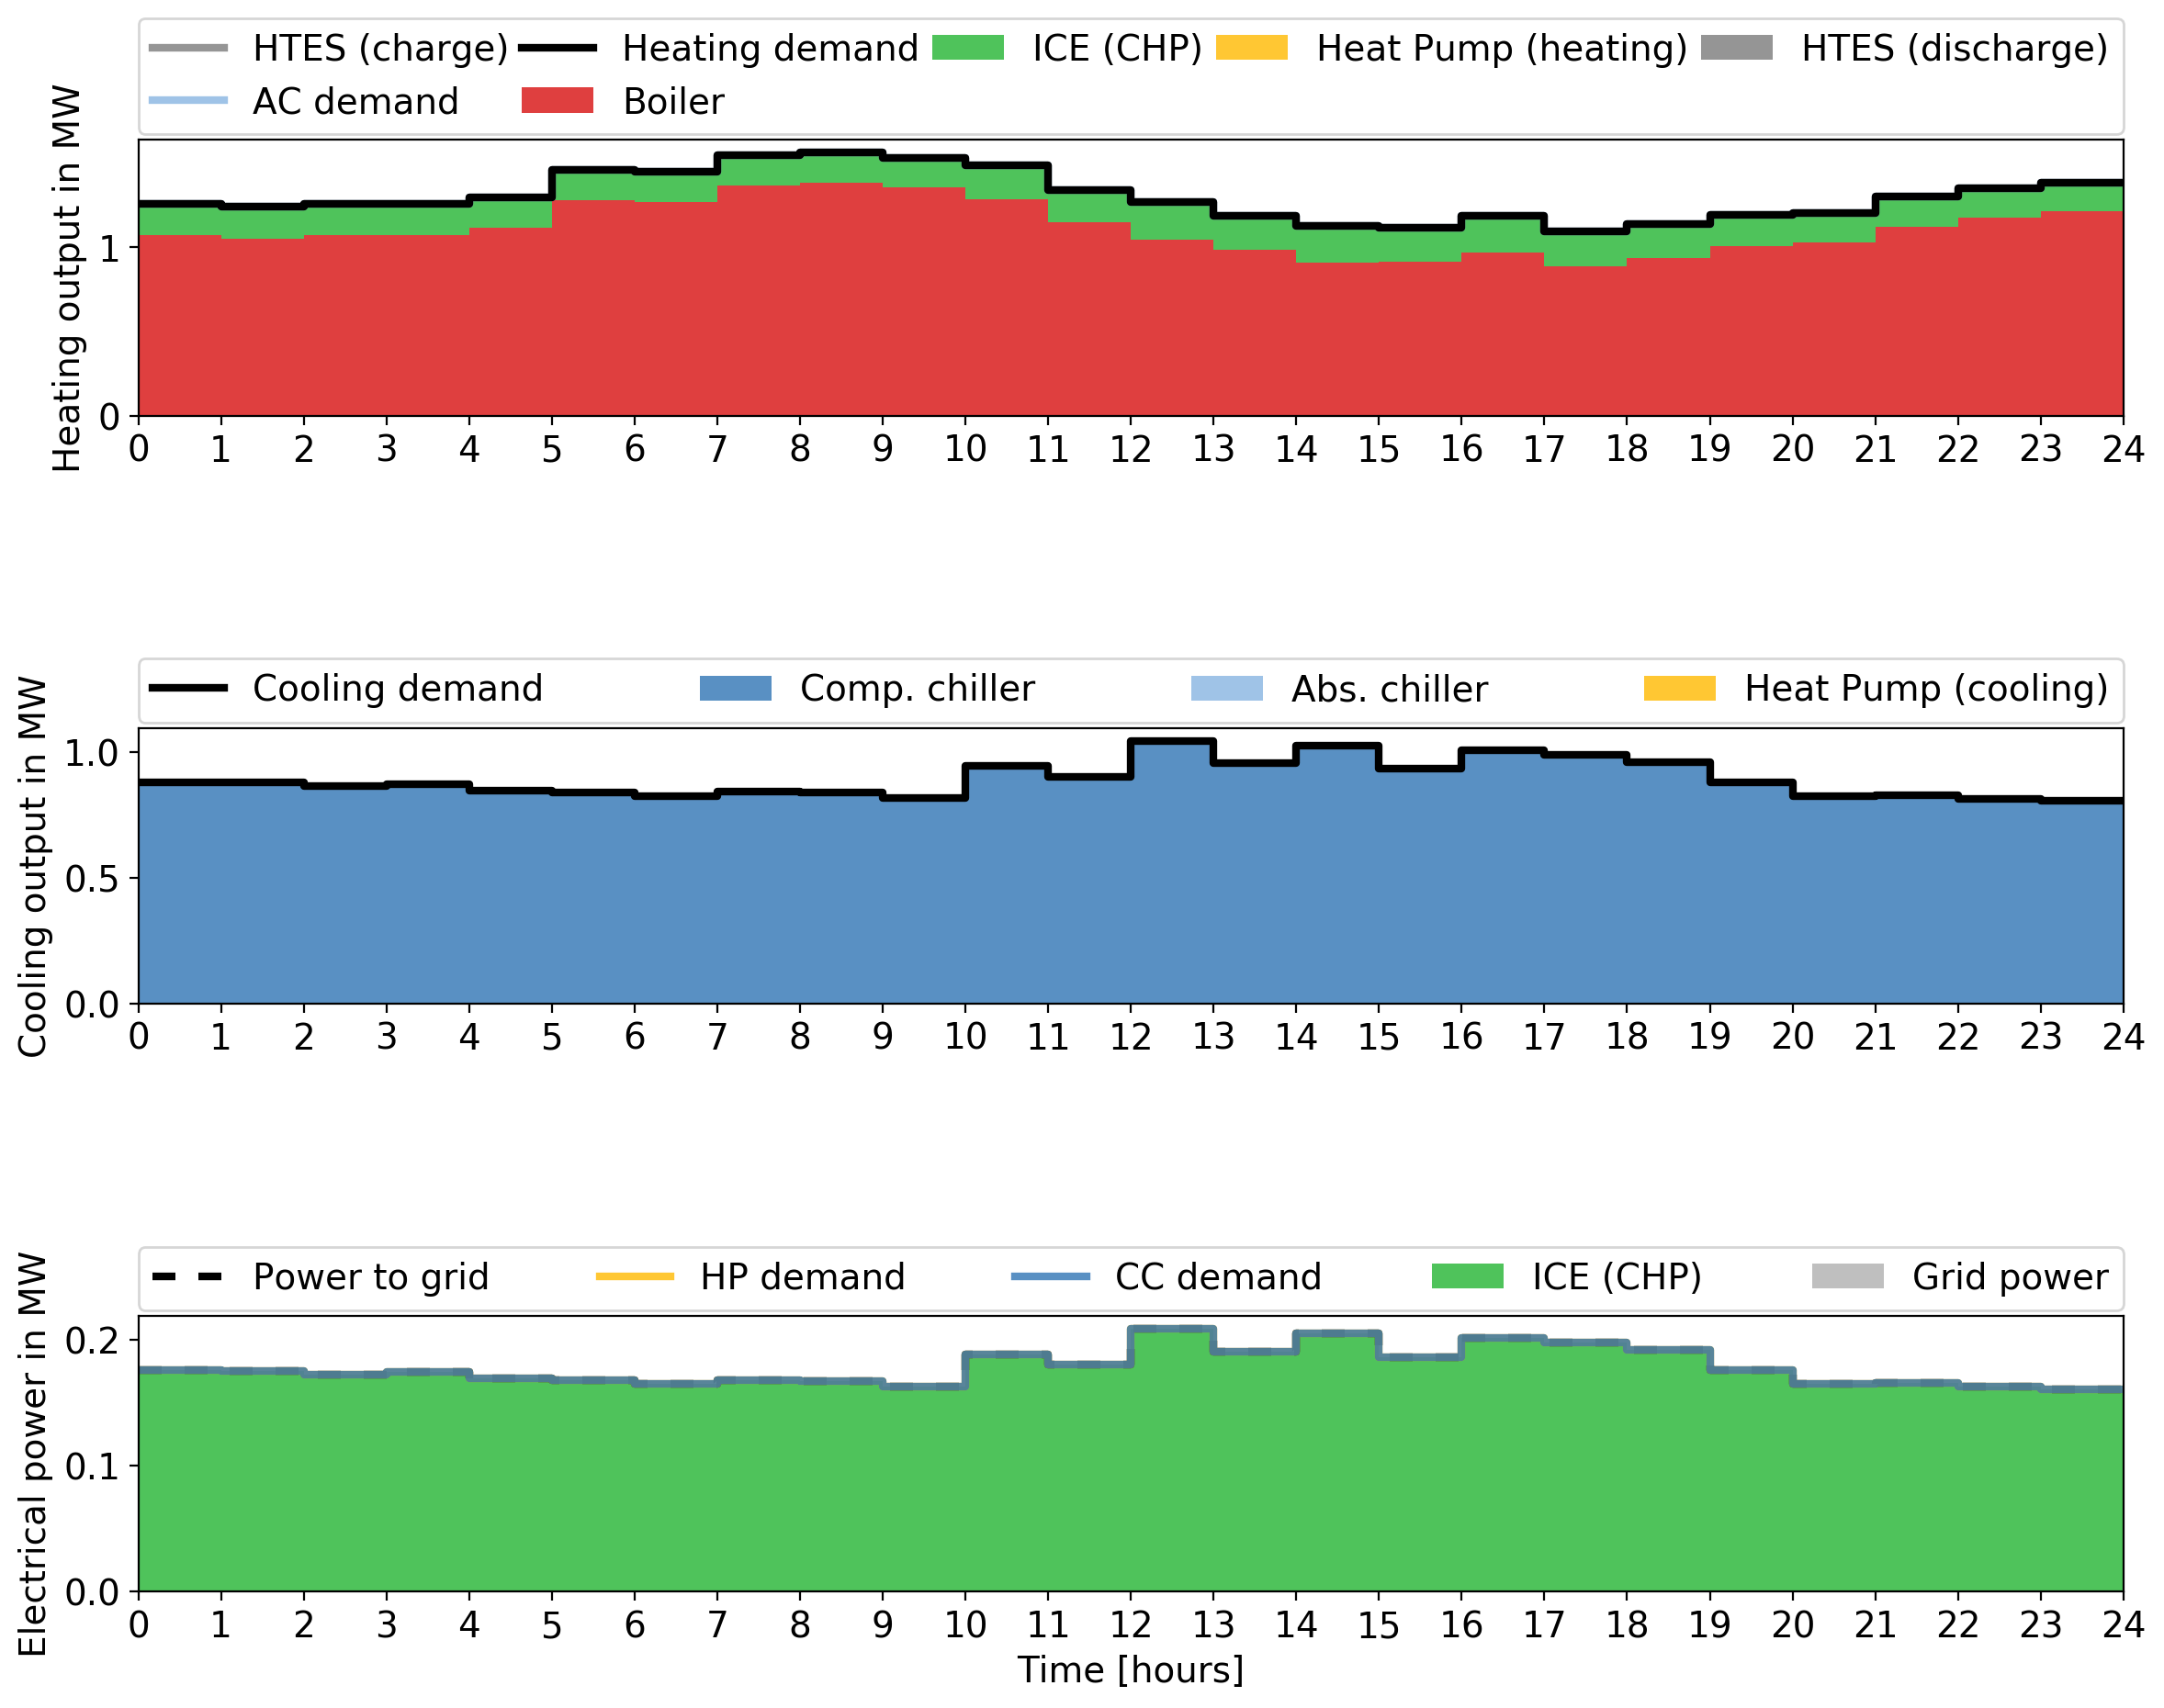 HTES (charge) Heating demand ICE (CHP) Heat Pump (heating) HTES (discharge)
AC demand Boiler
Heating output in MW
1
0
0 1 2 3 4 5 6 7 8 9 10 11 12 13 14 15 16 17 18 19 20 21 22 23 24
Cooling demand Comp. chiller Abs. chiller Heat Pump (cooling)
Cooling output in MW
1.0
0.5
0.0
0 1 2 3 4 5 6 7 8 9 10 11 12 13 14 15 16 17 18 19 20 21 22 23 24
Power to grid HP demand CC demand ICE (CHP) Grid power
Electrical power in MW
0.2
0.1
0.0
0 1 2 3 4 5 6 7 8 9 10 11 12 13 14 15 16 17 18 19 20 21 22 23 24
Time [hours]